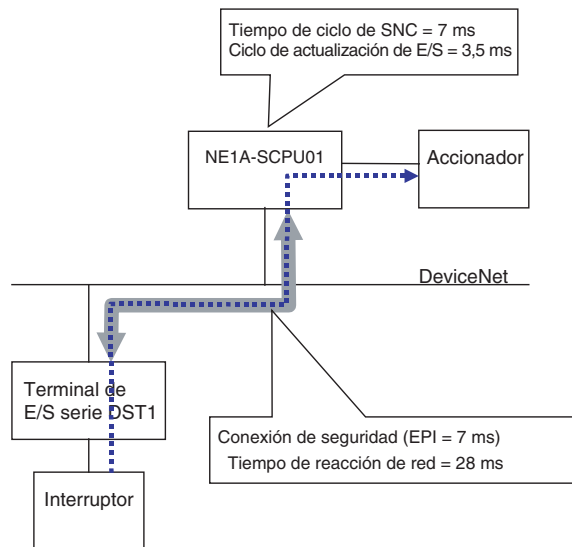 Tiempo de ciclo de SNC = 7 ms
Ciclo de actualización de E/S = 3,5 ms
NE1A-SCPU01
Accionador
DeviceNet
Terminal de
E/S serie DST1
Conexión de seguridad (EPI = 7 ms)
Tiempo de reacción de red = 28 ms
Interruptor